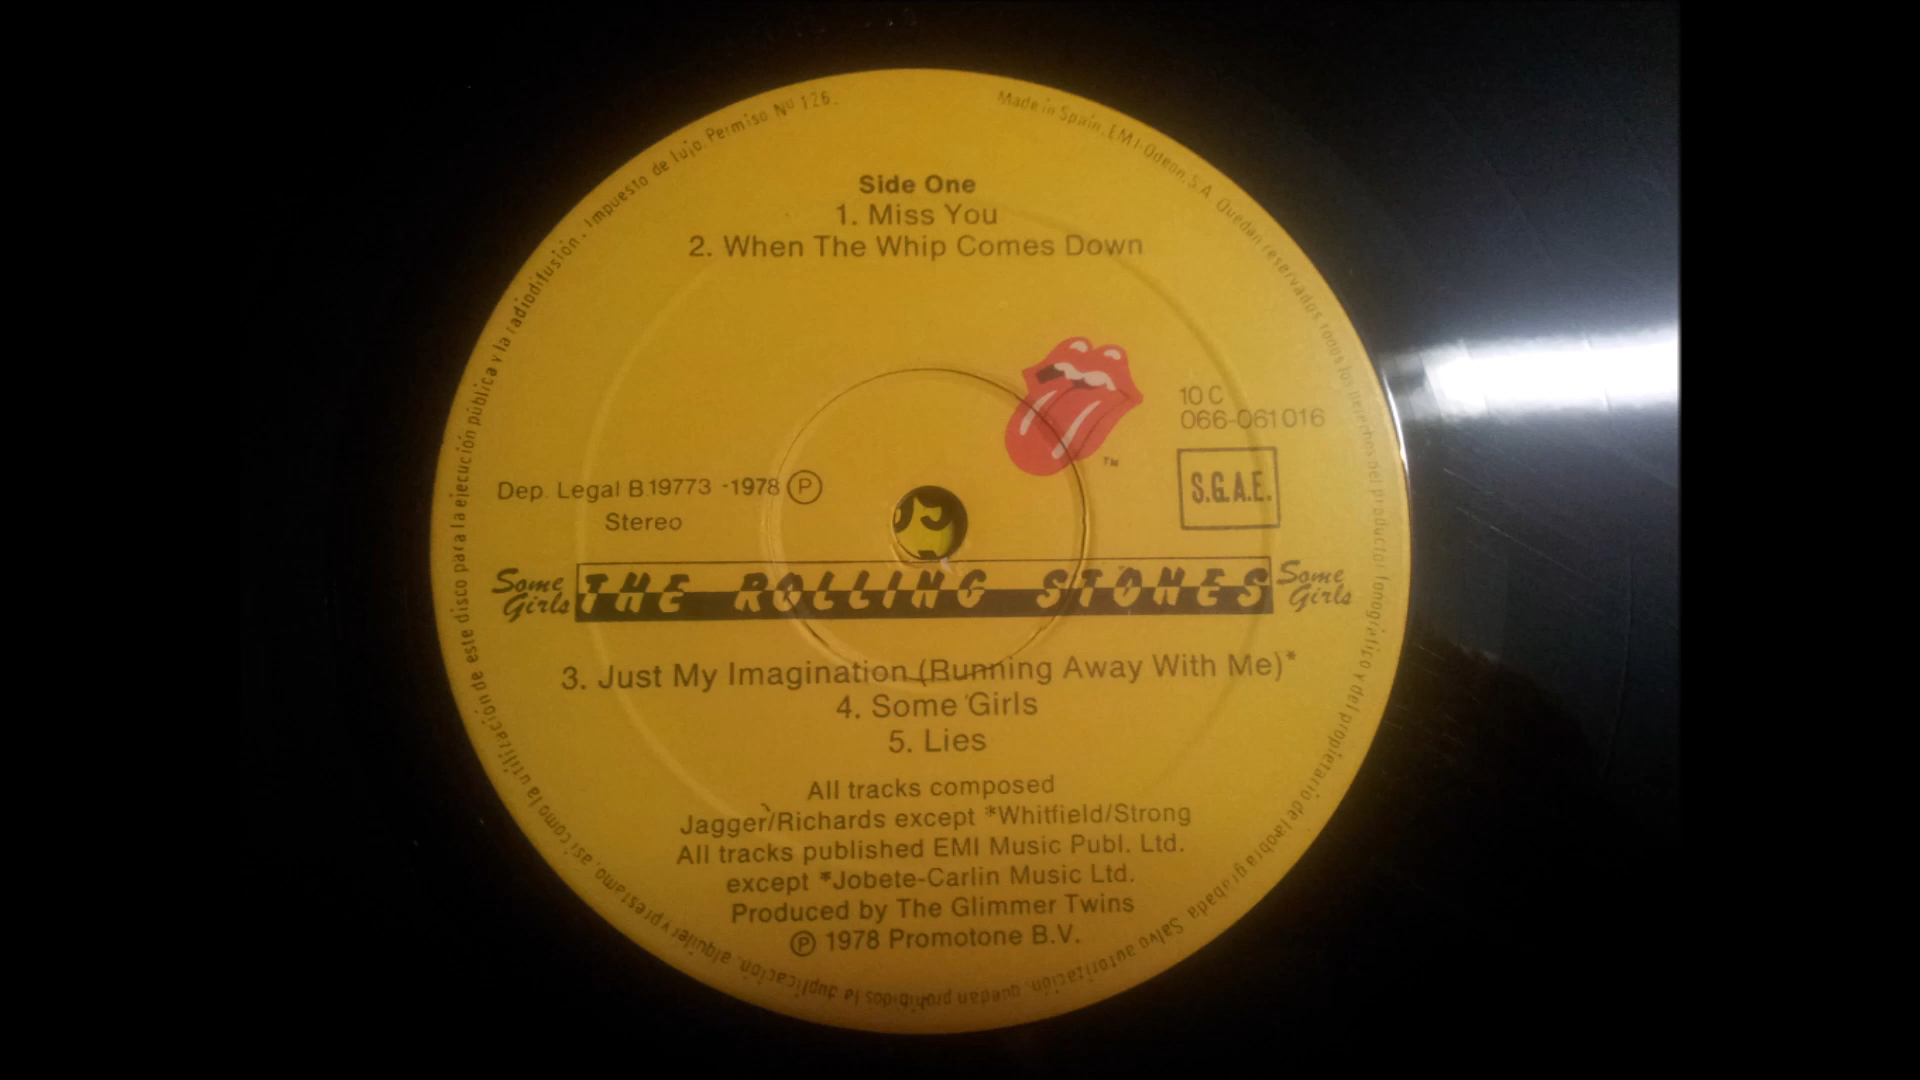 Made in Spain. EMI-Odeon, S.A. Quedan reservados todos los derechos del productor fonográfico y del propietario de la obra grabada. Salvo autorización, quedan prohibidos la duplicación, alquiler y préstamo, así como la utilización de este disco para la ejecución pública y la radiodifusión. Impuesto de lujo Permiso Nº 126.
Side One
1. Miss You
2. When The Whip Comes Down
TM
10 C
066-061016
S.G.A.E.
Dep. Legal B.19773 -1978 Ⓟ
Stereo
Some Girls THE ROLLING STONES Some Girls
3. Just My Imagination (Running Away With Me)*
4. Some Girls
5. Lies
All tracks composed
Jagger/Richards except *Whitfield/Strong
All tracks published EMI Music Publ. Ltd.
except *Jobete-Carlin Music Ltd.
Produced by The Glimmer Twins
Ⓟ 1978 Promotone B.V.